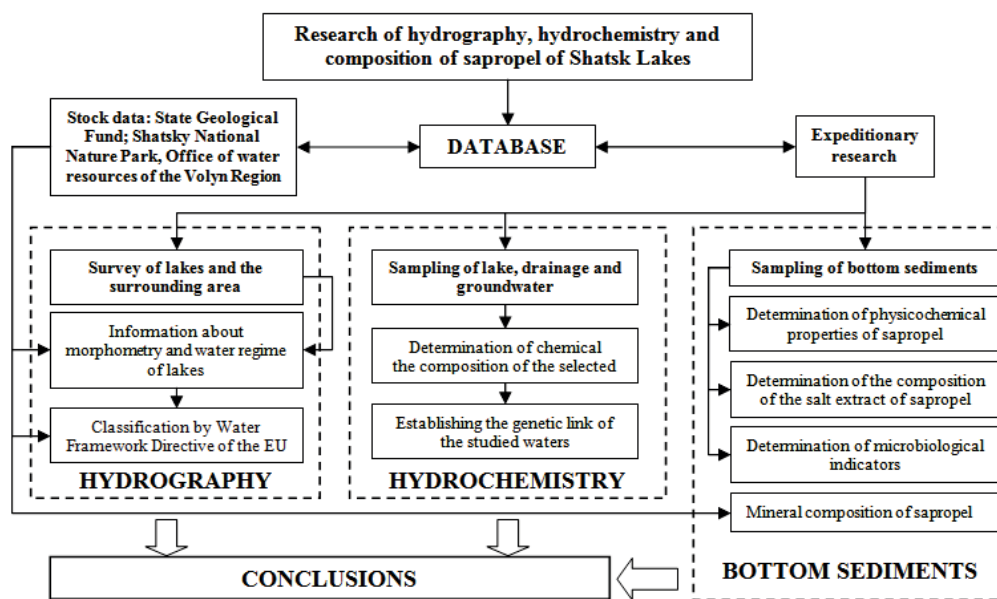 Research of hydrography, hydrochemistry and
composition of sapropel of Shatsk Lakes
Stock data: State Geological
Fund; Shatsky National
Nature Park, Office of water
resources of the Volyn Region
DATABASE
Expeditionary
research
Survey of lakes and the
surrounding area
Information about
morphometry and water regime
of lakes
Classification by Water
Framework Directive of the EU
HYDROGRAPHY
Sampling of lake, drainage and
groundwater
Determination of chemical
the composition of the selected
Establishing the genetic link of
the studied waters
HYDROCHEMISTRY
Sampling of bottom sediments
Determination of physicochemical
properties of sapropel
Determination of the composition
of the salt extract of sapropel
Determination of microbiological
indicators
Mineral composition of sapropel
BOTTOM SEDIMENTS
CONCLUSIONS